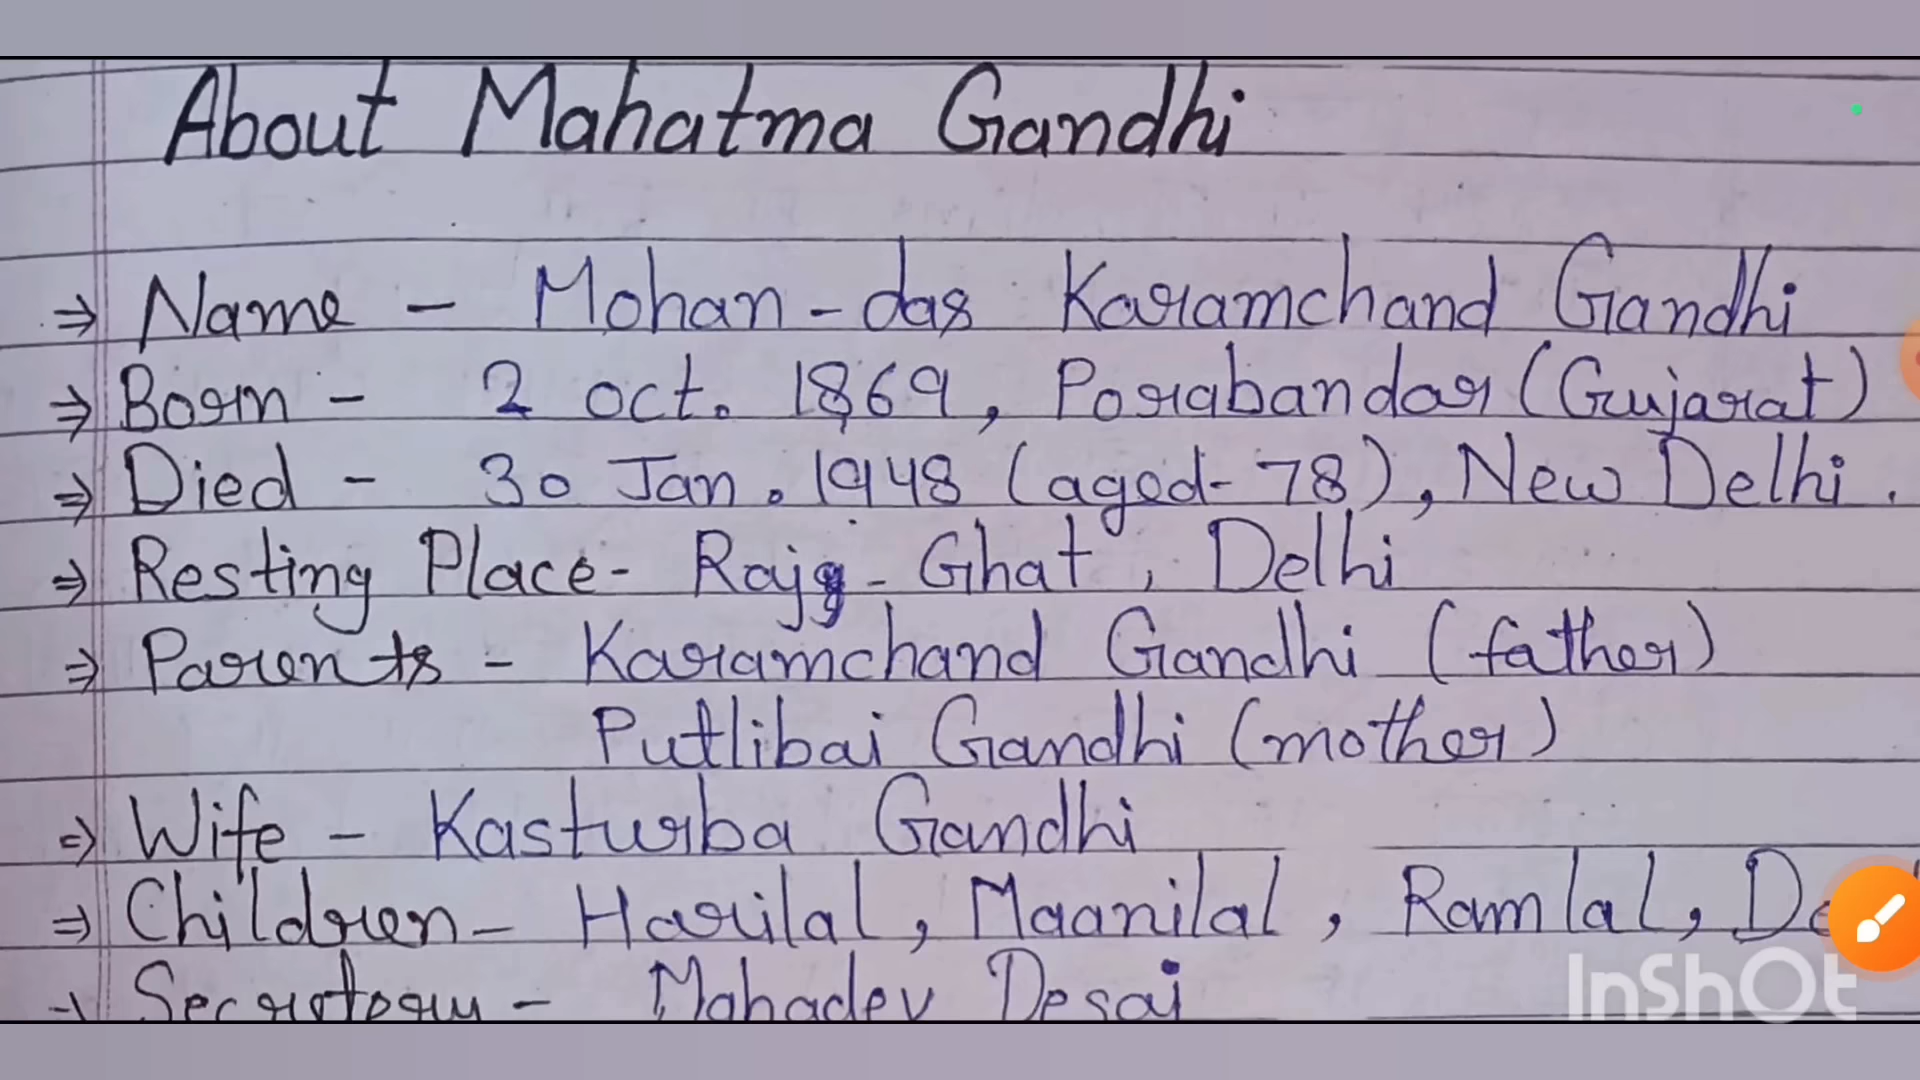 About Mahatma Gandhi
⇒ Name - Mohan-das Karamchand Gandhi
⇒ Born - 2 oct. 1869, Porabandar (Gujarat)
⇒ Died - 30 Jan. 1948 (aged-78), New Delhi.
⇒ Resting Place- Raj - Ghat, Delhi
⇒ Parents - Karamchand Gandhi (father)
Putlibai Gandhi (mother)
⇒ Wife - Kasturba Gandhi
⇒ Children - Harilal, Maanilal, Ramlal,
⇒ Secretory - Mahadev Desai
InShOt